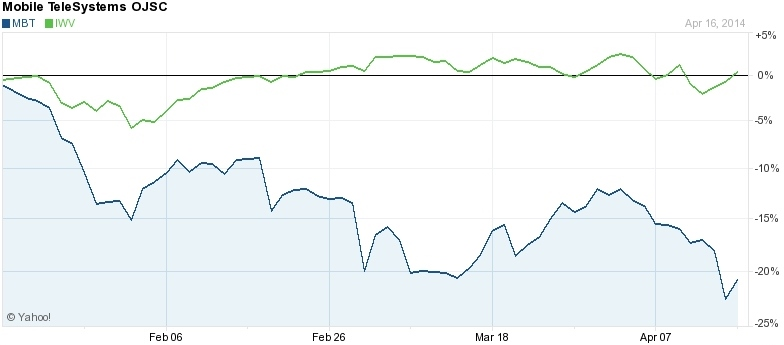 Mobile TeleSystems OJSC
MBT IWV Apr 16, 2014
+5%
0%
-5%
-10%
-15%
-20%
-25%
© Yahoo!
Feb 06 Feb 26 Mar 18 Apr 07